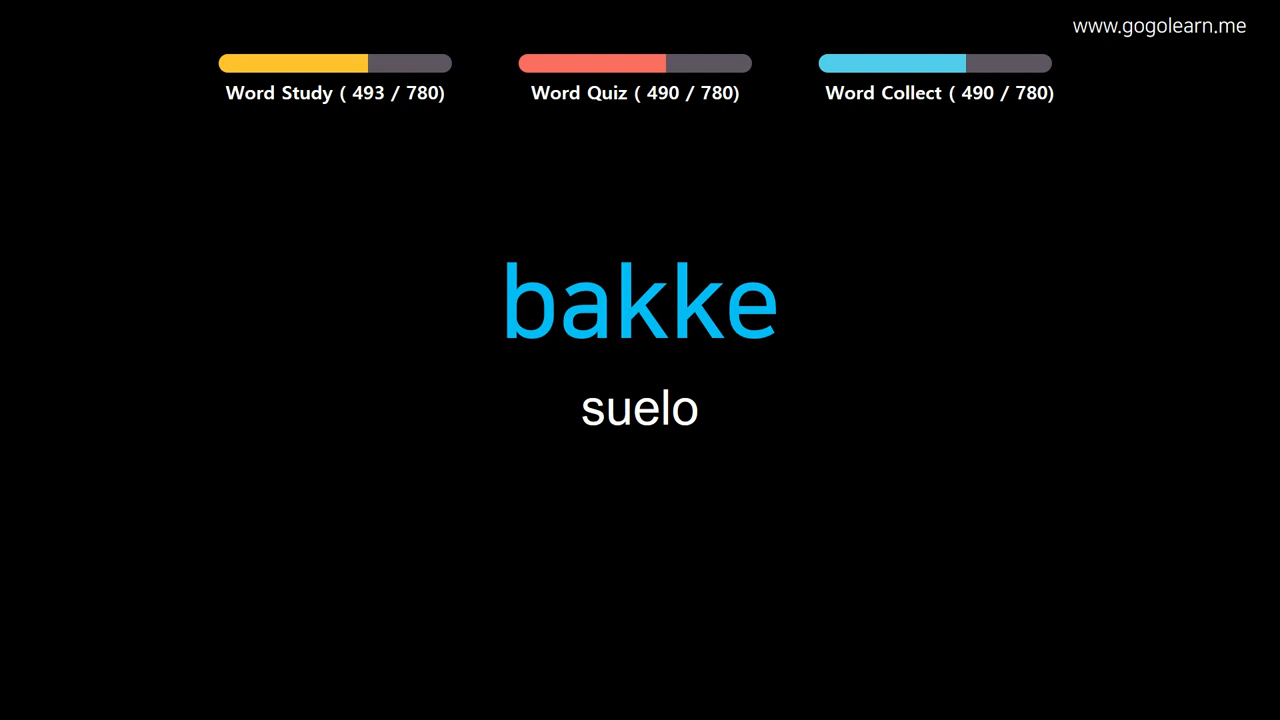 www.gogolearn.me
Word Study ( 493 / 780)
Word Quiz ( 490 / 780)
Word Collect ( 490 / 780)
bakke
suelo